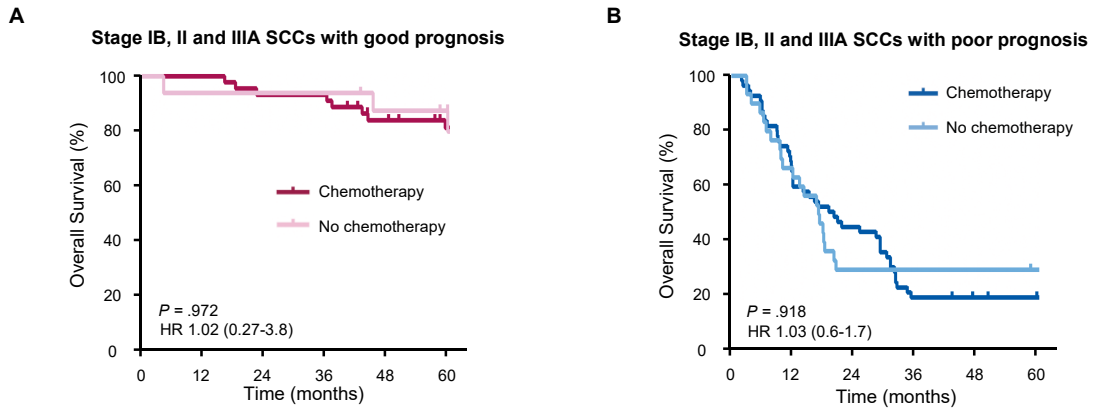 A
Stage IB, II and IIIA SCCs with good prognosis
Overall Survival (%)
100
80
60
40
20
0
Chemotherapy
No chemotherapy
P = .972
HR 1.02 (0.27-3.8)
0 12 24 36 48 60
Time (months)
B
Stage IB, II and IIIA SCCs with poor prognosis
Overall Survival (%)
100
80
60
40
20
0
Chemotherapy
No chemotherapy
P = .918
HR 1.03 (0.6-1.7)
0 12 24 36 48 60
Time (months)